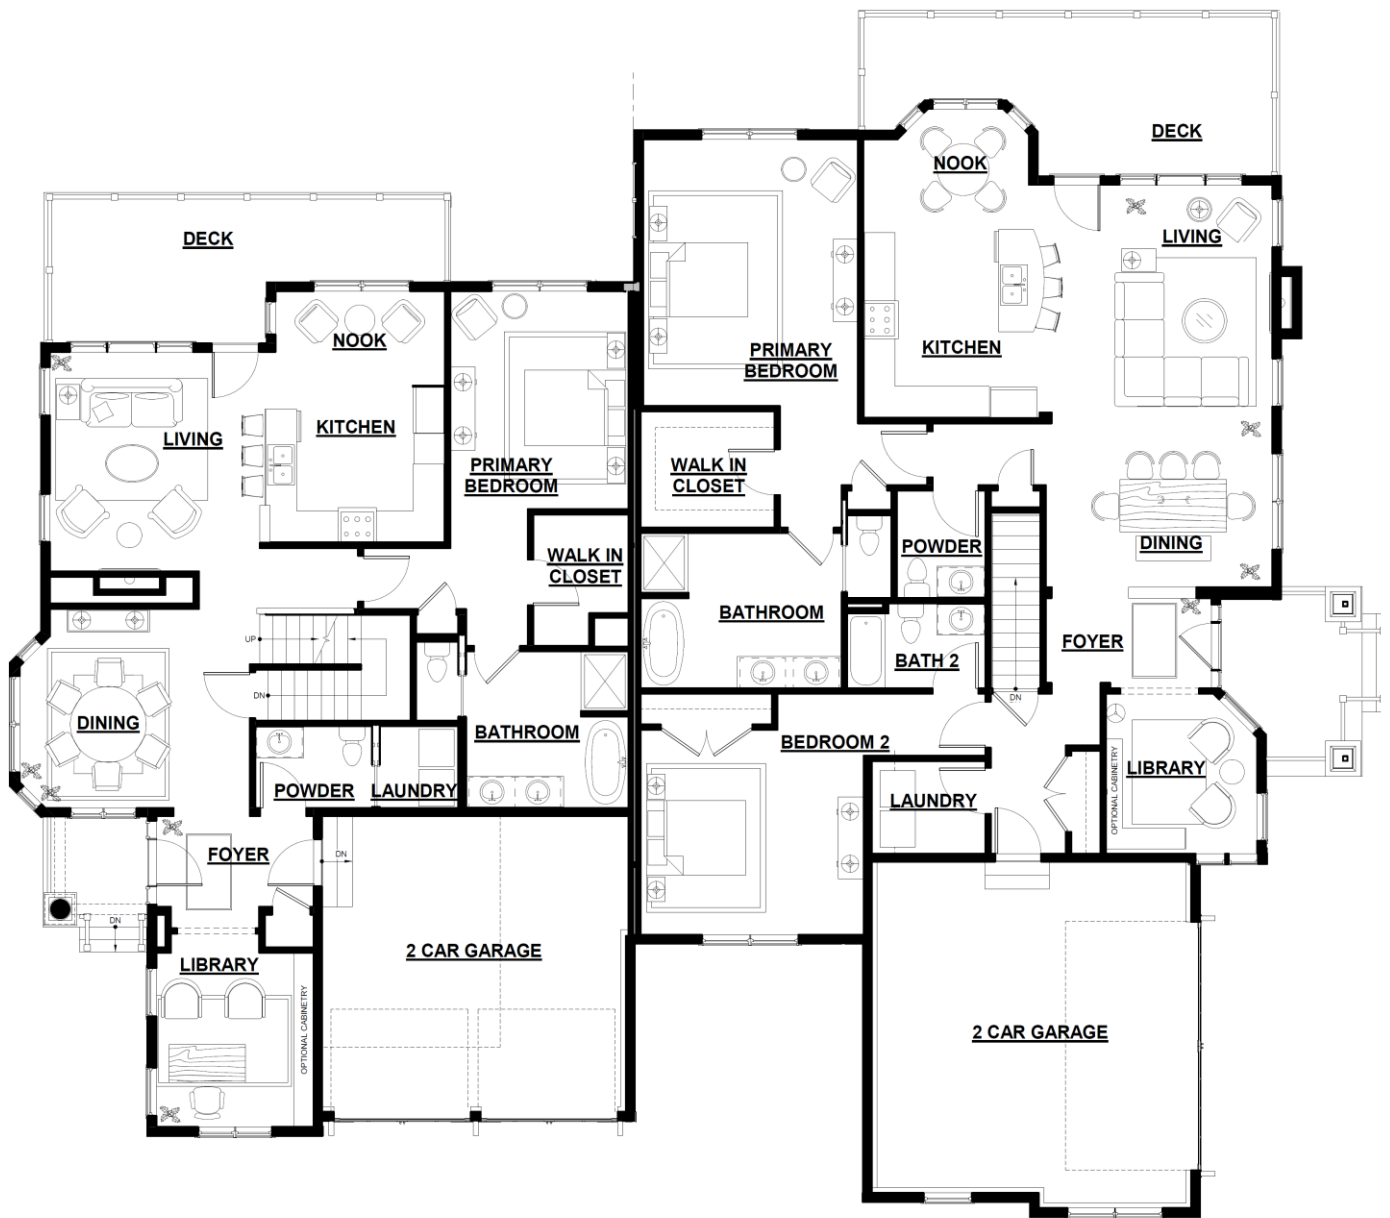 DECK
NOOK
DECK
LIVING
NOOK
KITCHEN
PRIMARY
BEDROOM
LIVING
KITCHEN
PRIMARY
BEDROOM
WALK IN
CLOSET
WALK IN
CLOSET
POWDER
DINING
BATHROOM
UP
FOYER
BATH 2
DN
DN
DINING
BATHROOM
BEDROOM 2
LIBRARY
POWDER
LAUNDRY
LAUNDRY
OPTIONAL CABINETRY
FOYER
DN
DN
2 CAR GARAGE
LIBRARY
OPTIONAL CABINETRY
2 CAR GARAGE